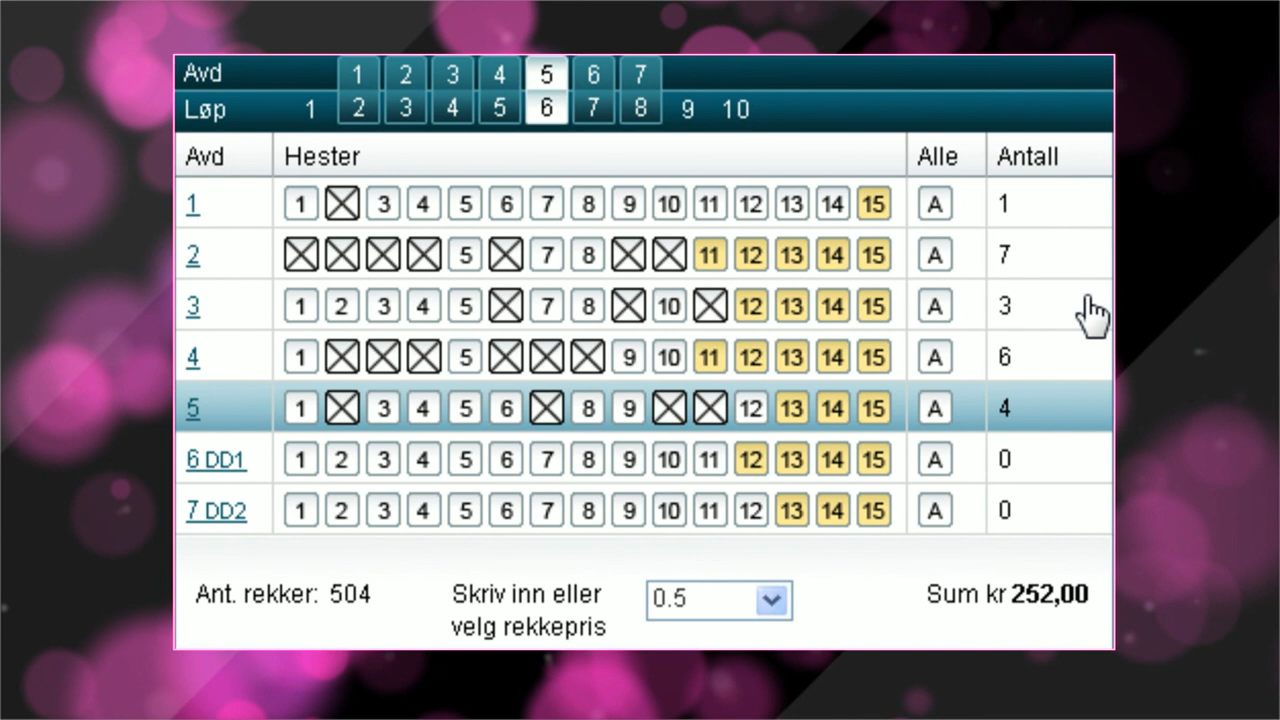 Avd 1 2 3 4 5 6 7
Løp 1 2 3 4 5 6 7 8 9 10
Avd Hester Alle Antall
1 1 3 4 5 6 7 8 9 10 11 12 13 14 15 A 1
2 5 7 8 11 12 13 14 15 A 7
3 1 2 3 4 5 7 8 10 12 13 14 15 A 3
4 1 5 9 10 11 12 13 14 15 A 6
5 1 3 4 5 6 8 9 12 13 14 15 A 4
6 DD1 1 2 3 4 5 6 7 8 9 10 11 12 13 14 15 A 0
7 DD2 1 2 3 4 5 6 7 8 9 10 11 12 13 14 15 A 0
Ant. rekker: 504 Skriv inn eller 0.5 Sum kr 252,00
velg rekkepris